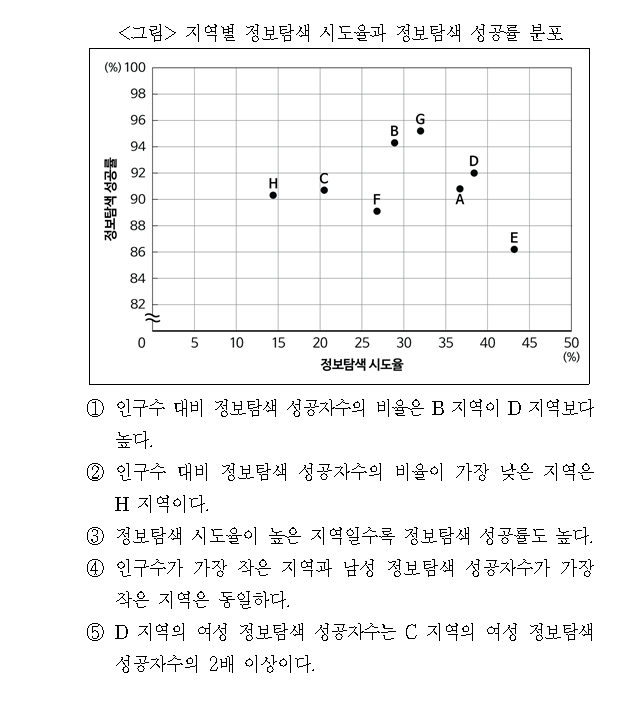 <그림> 지역별 정보탐색 시도율과 정보탐색 성공률 분포
(%) 100
98
96
94
92
90
88
86
84
82
0 5 10 15 20 25 30 35 40 45 50
(%)
정보탐색 성공률
정보탐색 시도율
G
B
D
C
H
A
F
E
① 인구수 대비 정보탐색 성공자수의 비율은 B 지역이 D 지역보다
높다.
② 인구수 대비 정보탐색 성공자수의 비율이 가장 낮은 지역은
H 지역이다.
③ 정보탐색 시도율이 높은 지역일수록 정보탐색 성공률도 높다.
④ 인구수가 가장 작은 지역과 남성 정보탐색 성공자수가 가장
작은 지역은 동일하다.
⑤ D 지역의 여성 정보탐색 성공자수는 C 지역의 여성 정보탐색
성공자수의 2배 이상이다.